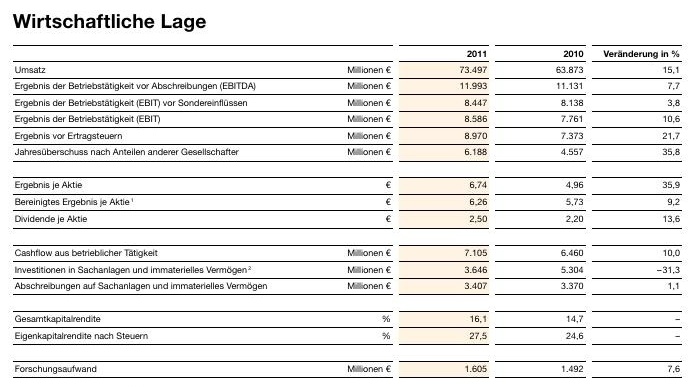 Wirtschaftliche Lage
2011 2010 Veränderung in %
Umsatz Millionen € 73.497 63.873 15,1
Ergebnis der Betriebstätigkeit vor Abschreibungen (EBITDA) Millionen € 11.993 11.131 7,7
Ergebnis der Betriebstätigkeit (EBIT) vor Sondereinflüssen Millionen € 8.447 8.138 3,8
Ergebnis der Betriebstätigkeit (EBIT) Millionen € 8.586 7.761 10,6
Ergebnis vor Ertragsteuern Millionen € 8.970 7.373 21,7
Jahresüberschuss nach Anteilen anderer Gesellschafter Millionen € 6.188 4.557 35,8
Ergebnis je Aktie € 6,74 4,96 35,9
Bereinigtes Ergebnis je Aktie¹ € 6,26 5,73 9,2
Dividende je Aktie € 2,50 2,20 13,6
Cashflow aus betrieblicher Tätigkeit Millionen € 7.105 6.460 10,0
Investitionen in Sachanlagen und immaterielles Vermögen² Millionen € 3.646 5.304 −31,3
Abschreibungen auf Sachanlagen und immaterielles Vermögen Millionen € 3.407 3.370 1,1
Gesamtkapitalrendite % 16,1 14,7 –
Eigenkapitalrendite nach Steuern % 27,5 24,6 –
Forschungsaufwand Millionen € 1.605 1.492 7,6